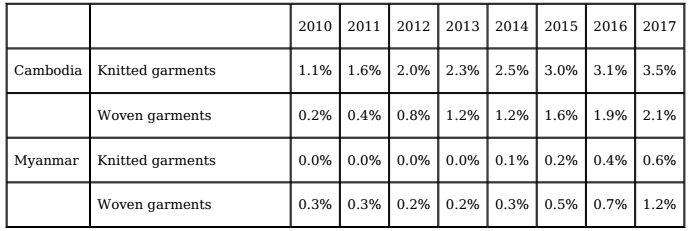 2010 2011 2012 2013 2014 2015 2016 2017
Cambodia Knitted garments 1.1% 1.6% 2.0% 2.3% 2.5% 3.0% 3.1% 3.5%
Woven garments 0.2% 0.4% 0.8% 1.2% 1.2% 1.6% 1.9% 2.1%
Myanmar Knitted garments 0.0% 0.0% 0.0% 0.0% 0.1% 0.2% 0.4% 0.6%
Woven garments 0.3% 0.3% 0.2% 0.2% 0.3% 0.5% 0.7% 1.2%